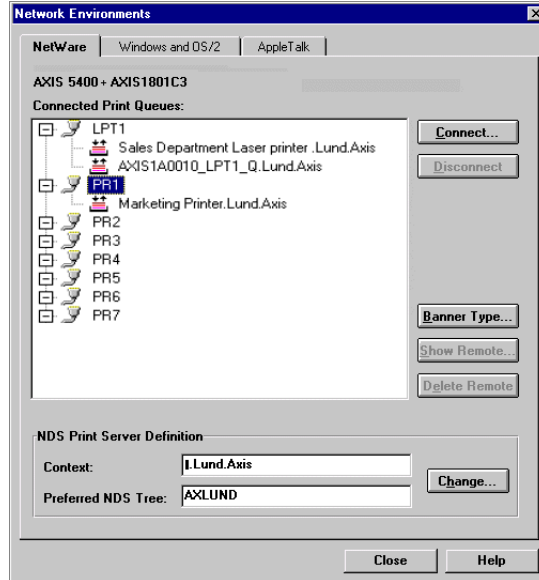 Network Environments
NetWare
Windows and OS/2
AppleTalk
AXIS 5400+ AXIS1801C3
Connected Print Queues:
LPT1
Sales Department Laser printer .Lund.Axis
AXIS1A0010_LPT1_Q.Lund.Axis
PR1
Marketing Printer.Lund.Axis
PR2
PR3
PR4
PR5
PR6
PR7
Connect...
Disconnect
Banner Type...
Show Remote...
Delete Remote
NDS Print Server Definition
Context:
.Lund.Axis
Preferred NDS Tree:
AXLUND
Change...
Close
Help